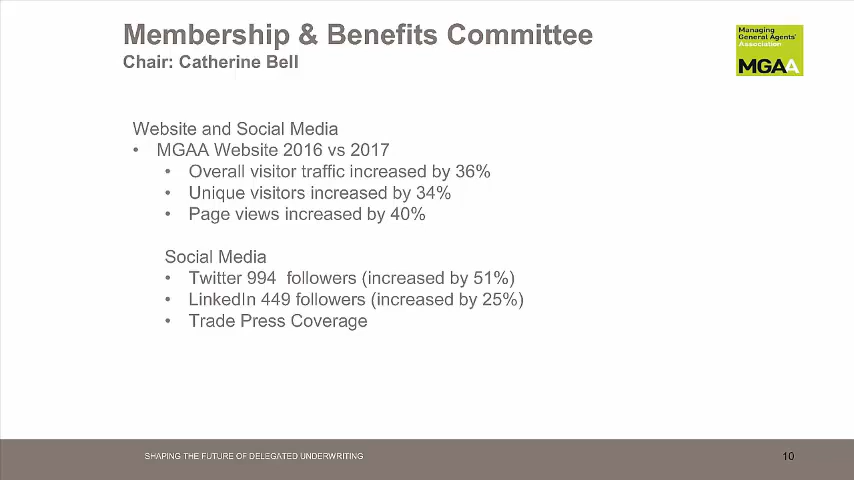 Membership & Benefits Committee
Chair: Catherine Bell
Managing
General Agents'
Association
MGAA
Website and Social Media
• MGAA Website 2016 vs 2017
• Overall visitor traffic increased by 36%
• Unique visitors increased by 34%
• Page views increased by 40%
Social Media
• Twitter 994 followers (increased by 51%)
• LinkedIn 449 followers (increased by 25%)
• Trade Press Coverage
SHAPING THE FUTURE OF DELEGATED UNDERWRITING
10